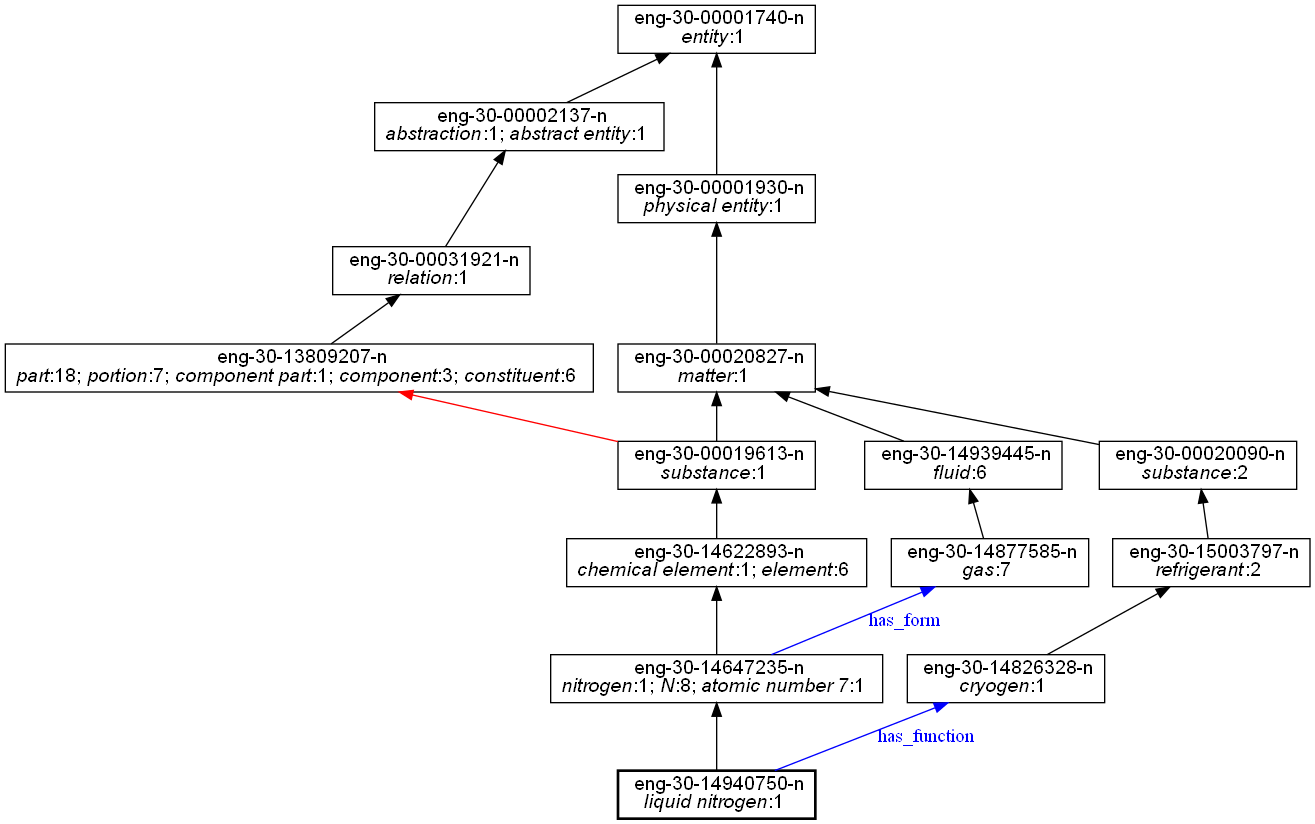 eng-30-00001740-n
entity:1
eng-30-00002137-n
abstraction:1; abstract entity:1
eng-30-00001930-n
physical entity:1
eng-30-00031921-n
relation:1
eng-30-13809207-n
part:18; portion:7; component part:1; component:3; constituent:6
eng-30-00020827-n
matter:1
eng-30-00019613-n
substance:1
eng-30-14939445-n
fluid:6
eng-30-00020090-n
substance:2
eng-30-14622893-n
chemical element:1; element:6
eng-30-14877585-n
gas:7
eng-30-15003797-n
refrigerant:2
has_form
eng-30-14647235-n
nitrogen:1; N:8; atomic number 7:1
eng-30-14826328-n
cryogen:1
has_function
eng-30-14940750-n
liquid nitrogen:1